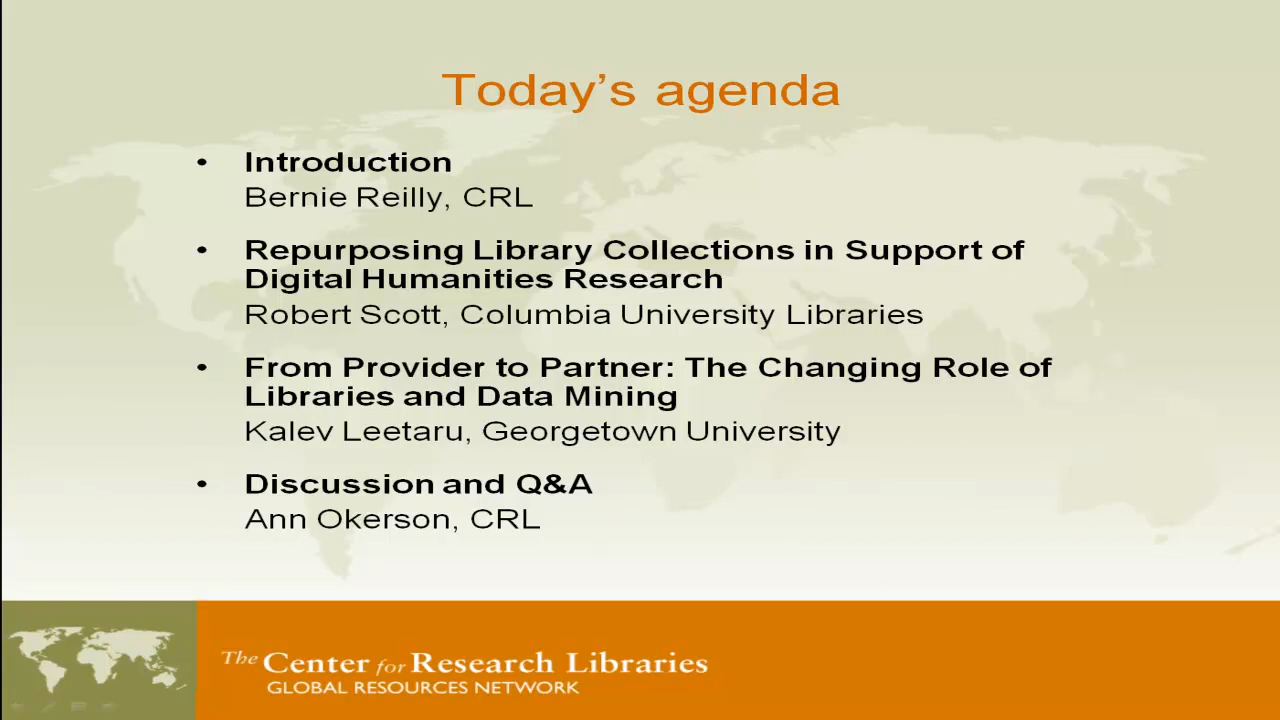 Today's agenda
• Introduction
Bernie Reilly, CRL
• Repurposing Library Collections in Support of
Digital Humanities Research
Robert Scott, Columbia University Libraries
• From Provider to Partner: The Changing Role of
Libraries and Data Mining
Kalev Leetaru, Georgetown University
• Discussion and Q&A
Ann Okerson, CRL
The Center for Research Libraries
GLOBAL RESOURCES NETWORK